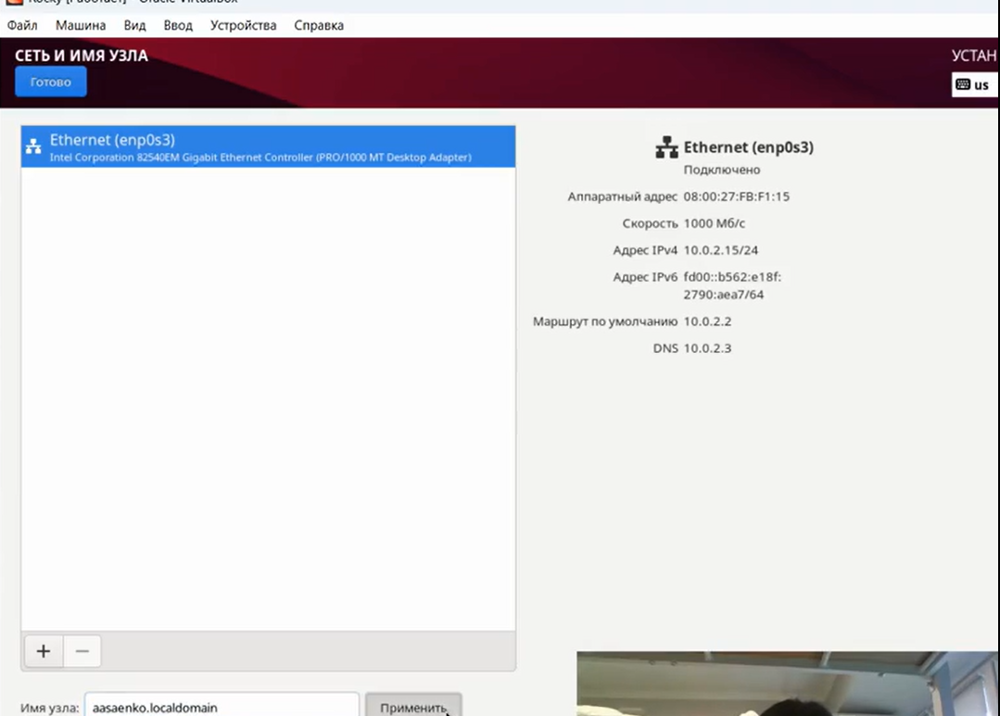 Rocky [Работает] - Oracle VirtualBox
Файл Машина Вид Ввод Устройства Справка
СЕТЬ И ИМЯ УЗЛА
УСТАН
Готово
us
Ethernet (enp0s3)
Intel Corporation 82540EM Gigabit Ethernet Controller (PRO/1000 MT Desktop Adapter)
Ethernet (enp0s3)
Подключено
Аппаратный адрес 08:00:27:FB:F1:15
Скорость 1000 Мб/с
Адрес IPv4 10.0.2.15/24
Адрес IPv6 fd00::b562:e18f:
2790:aea7/64
Маршрут по умолчанию 10.0.2.2
DNS 10.0.2.3
+ −
Имя узла: aasaenko.localdomain Применить